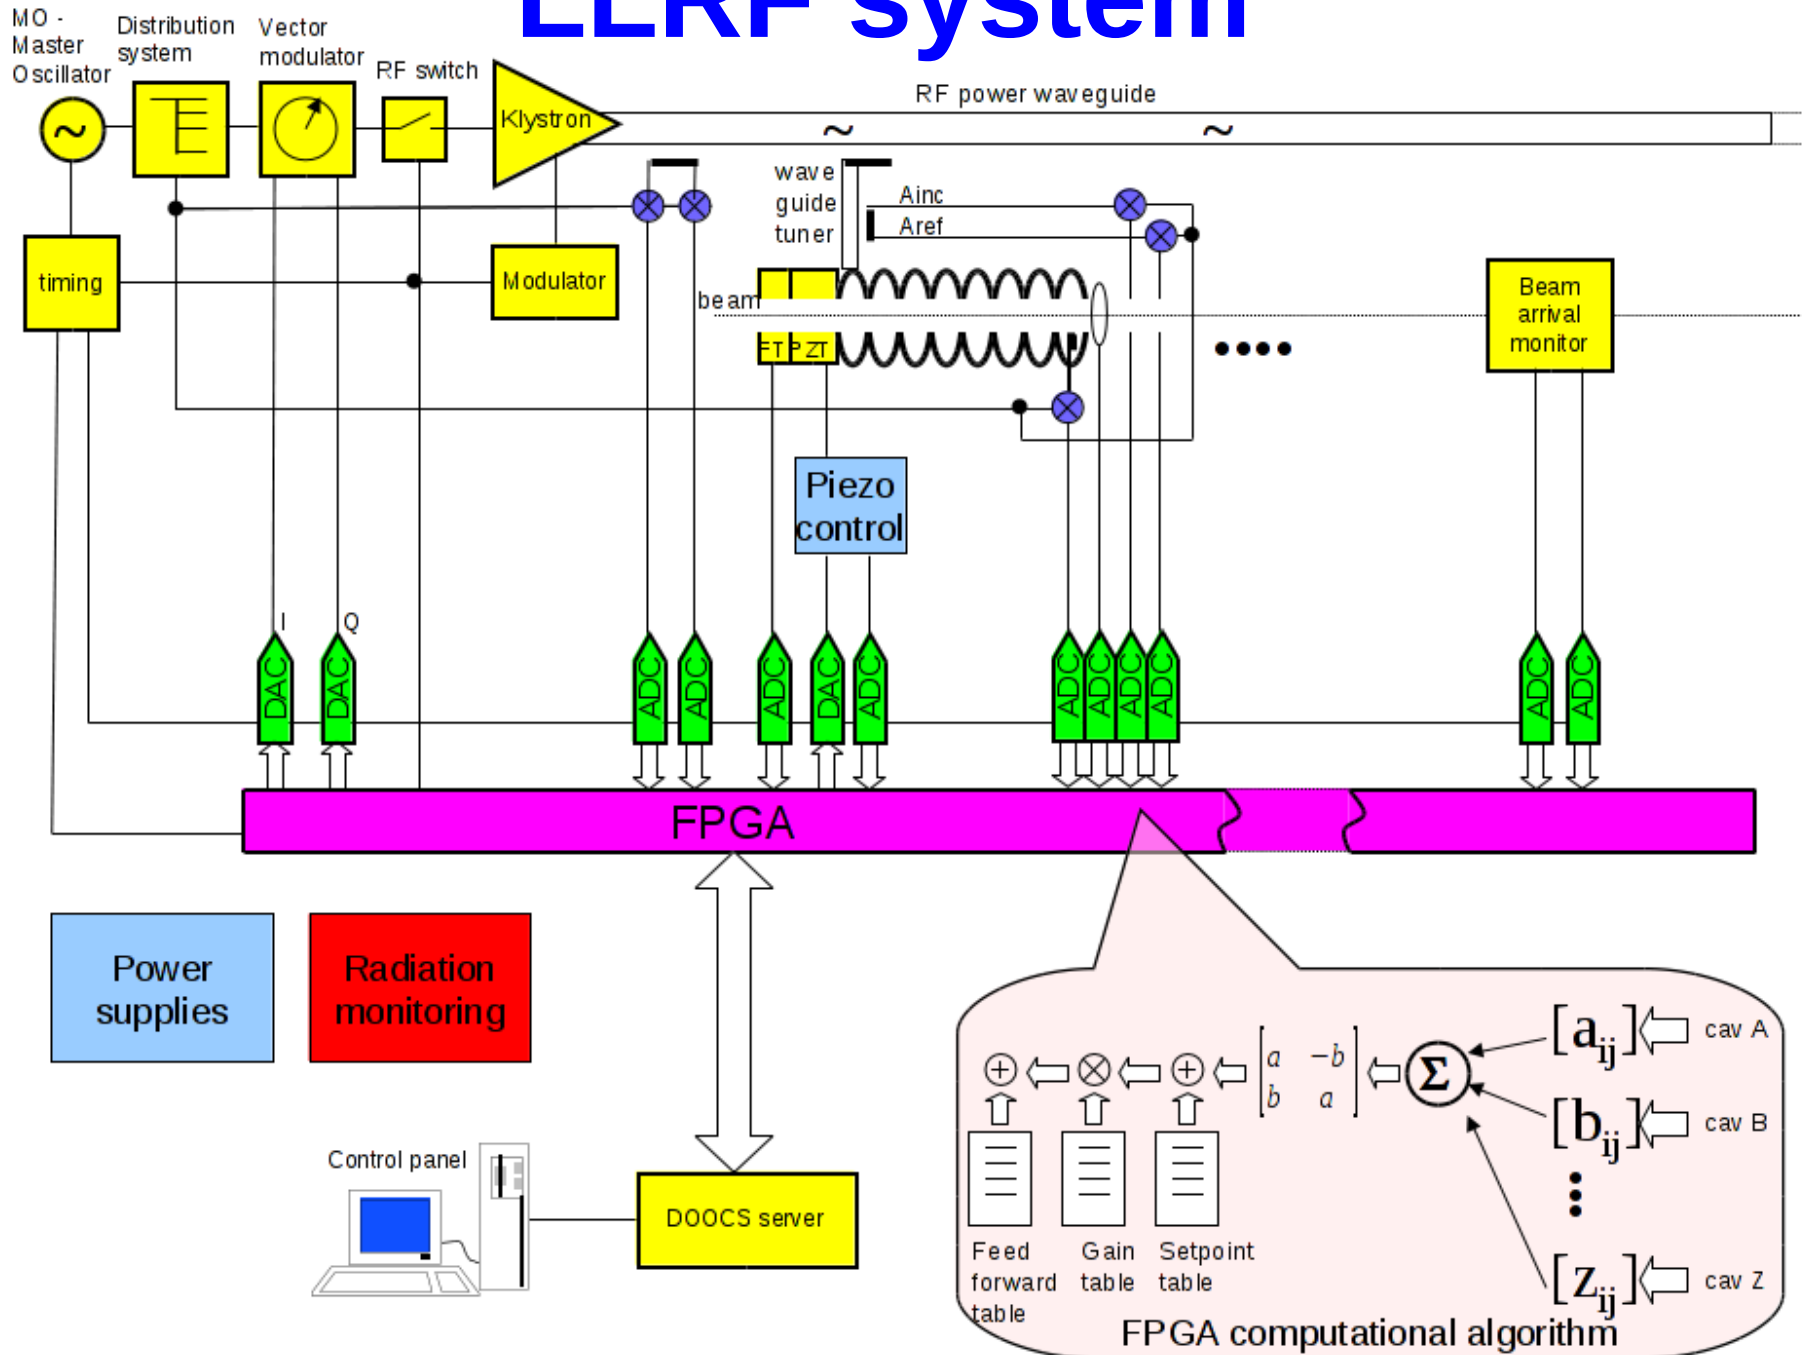 LLRF system
MO -
Master
Oscillator
Distribution
system
Vector
modulator
RF switch
~
Klystron
RF power waveguide
~
~
wave
guide
tuner
Ainc
Aref
timing
Modulator
beam
FT
PZT
Beam
arrival
monitor
Piezo
control
I
Q
DAC
DAC
ADC
ADC
ADC
DAC
ADC
ADC
ADC
ADC
ADC
ADC
ADC
FPGA
Power
supplies
Radiation
monitoring
Control panel
DOOCS server
[a_ij]
cav A
[b_ij]
cav B
[z_ij]
cav Z
Σ
a −b
b a
Feed
forward
table
Gain
table
Setpoint
table
FPGA computational algorithm